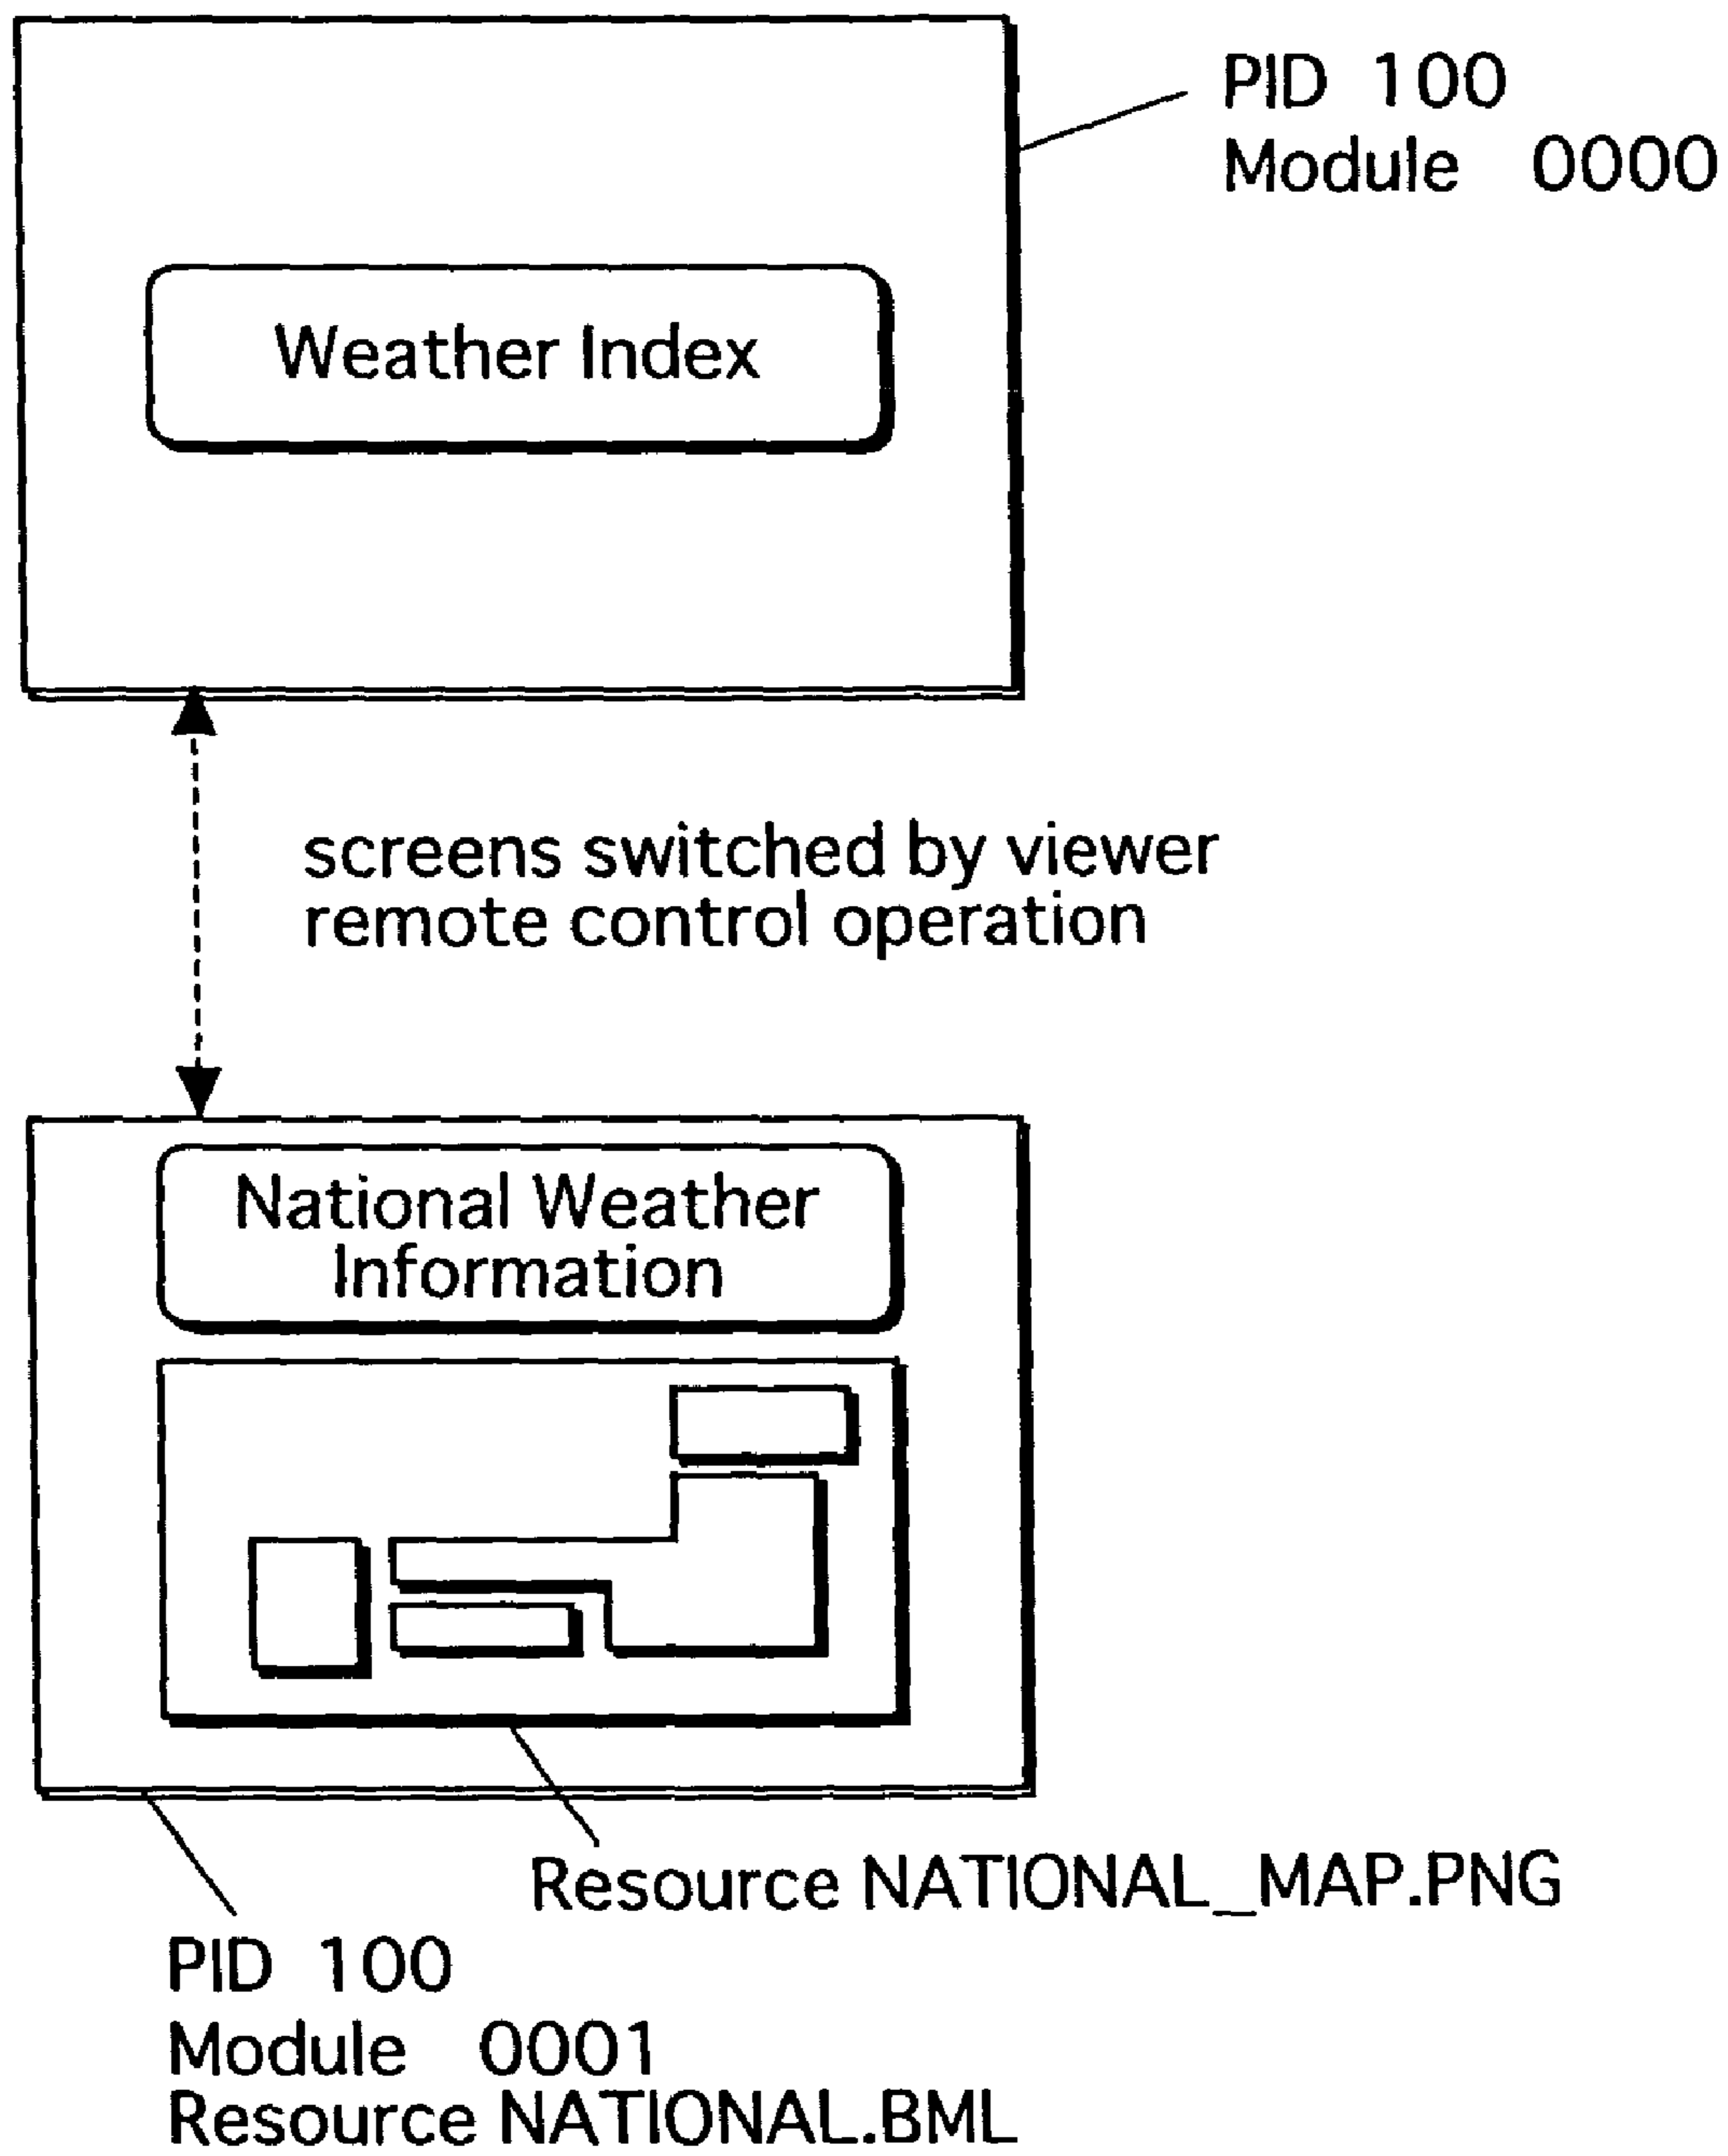 PID 100
Module 0000
Weather Index
screens switched by viewer
remote control operation
National Weather
Information
Resource NATIONAL_MAP.PNG
PID 100
Module 0001
Resource NATIONAL.BML